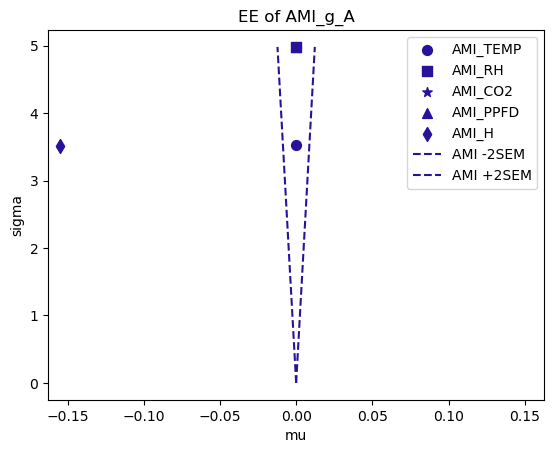 EE of AMI_g_A
AMI_TEMP
AMI_RH
AMI_CO2
AMI_PPFD
AMI_H
AMI -2SEM
AMI +2SEM
sigma
5
4
3
2
1
0
−0.15
−0.10
−0.05
0.00
0.05
0.10
0.15
mu